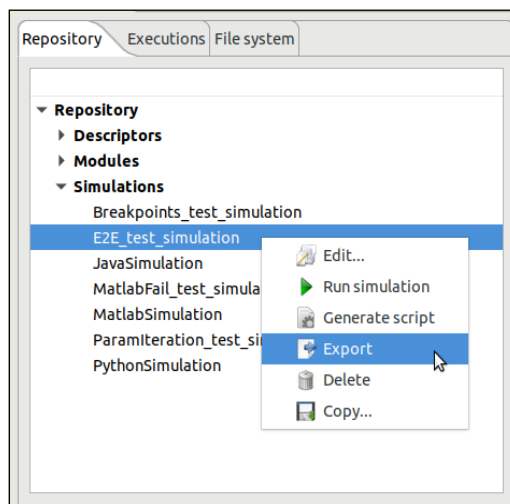 Repository Executions File system
Repository
Descriptors
Modules
Simulations
Breakpoints_test_simulation
E2E_test_simulation
JavaSimulation
MatlabFail_test_simula
MatlabSimulation
ParamIteration_test_si
PythonSimulation
Edit...
Run simulation
Generate script
Export
Delete
Copy...